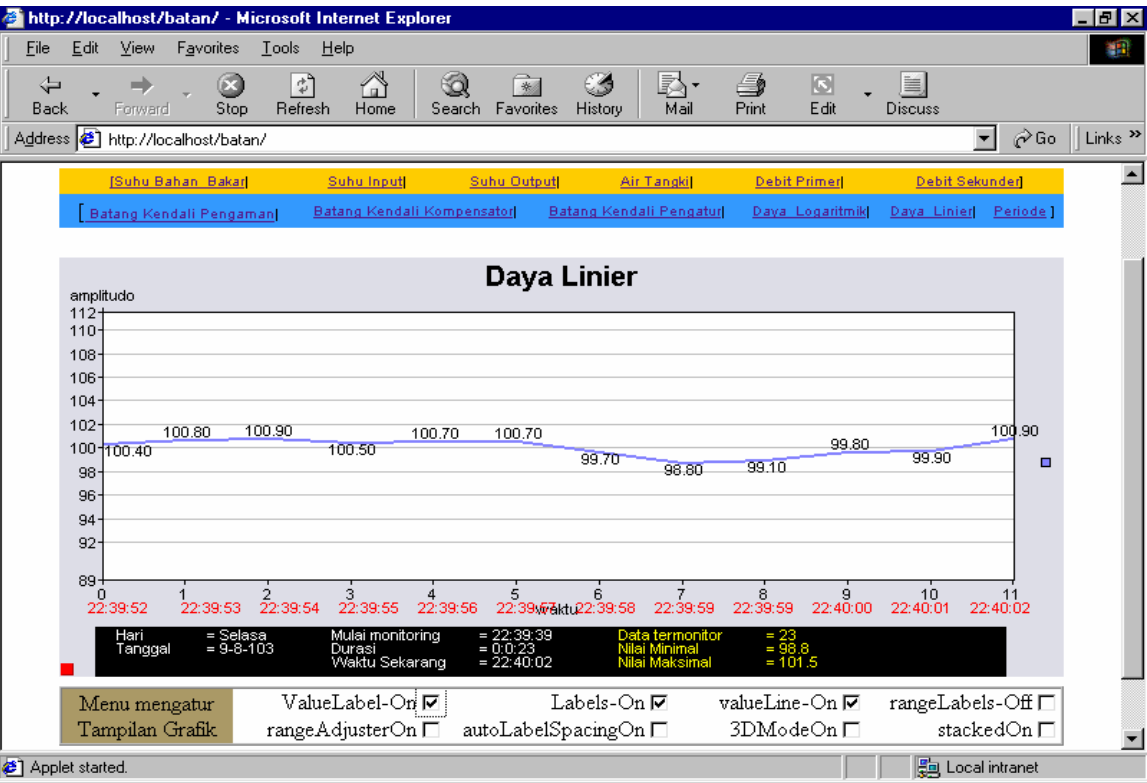 http://localhost/batan/ - Microsoft Internet Explorer
File Edit View Favorites Tools Help
Back Forward Stop Refresh Home Search Favorites History Mail Print Edit Discuss
Address http://localhost/batan/ Go Links »
[Suhu Bahan Bakar| Suhu Input| Suhu Output| Air Tangki| Debit Primer| Debit Sekunder]
[ Batang Kendali Pengaman| Batang Kendali Kompensator| Batang Kendali Pengatur| Daya Logaritmik| Daya Linier| Periode ]
Daya Linier
amplitudo
112
110
108
106
104
102
100
98
96
94
92
89
100.40 100.80 100.90 100.50 100.70 100.70 99.70 98.80 99.10 99.80 99.90 100.90
0 1 2 3 4 5 6 7 8 9 10 11
22:39:52 22:39:53 22:39:54 22:39:55 22:39:56 22:39:57 waktu 22:39:58 22:39:59 22:39:59 22:40:00 22:40:01 22:40:02
Hari = Selasa Mulai monitoring = 22:39:39 Data termonitor = 23
Tanggal = 9-8-103 Durasi = 0:0:23 Nilai Minimal = 98.8
Waktu Sekarang = 22:40:02 Nilai Maksimal = 101.5
Menu mengatur ValueLabel-On Labels-On valueLine-On rangeLabels-Off
Tampilan Grafik rangeAdjusterOn autoLabelSpacingOn 3DModeOn stackedOn
Applet started. Local intranet